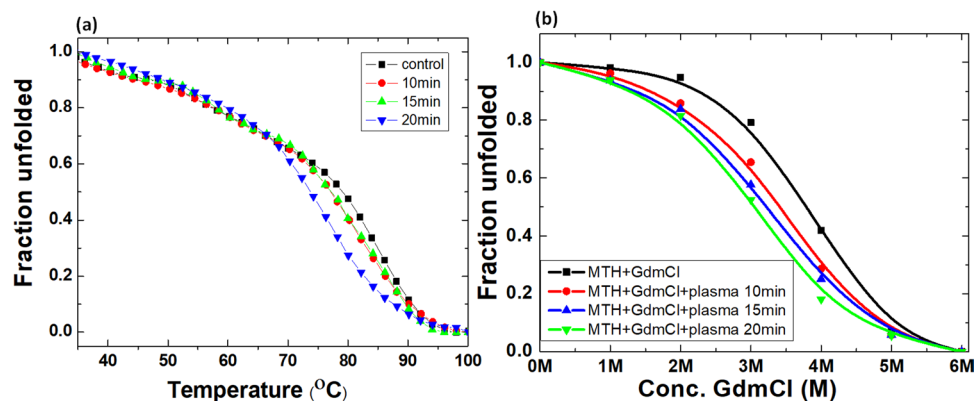 (a)
Fraction unfolded
1.0
0.8
0.6
0.4
0.2
0.0
control
10min
15min
20min
40 50 60 70 80 90 100
Temperature (OC)
(b)
Fraction unfolded
1.0
0.8
0.6
0.4
0.2
0.0
MTH+GdmCl
MTH+GdmCl+plasma 10min
MTH+GdmCl+plasma 15min
MTH+GdmCl+plasma 20min
0M 1M 2M 3M 4M 5M 6M
Conc. GdmCl (M)